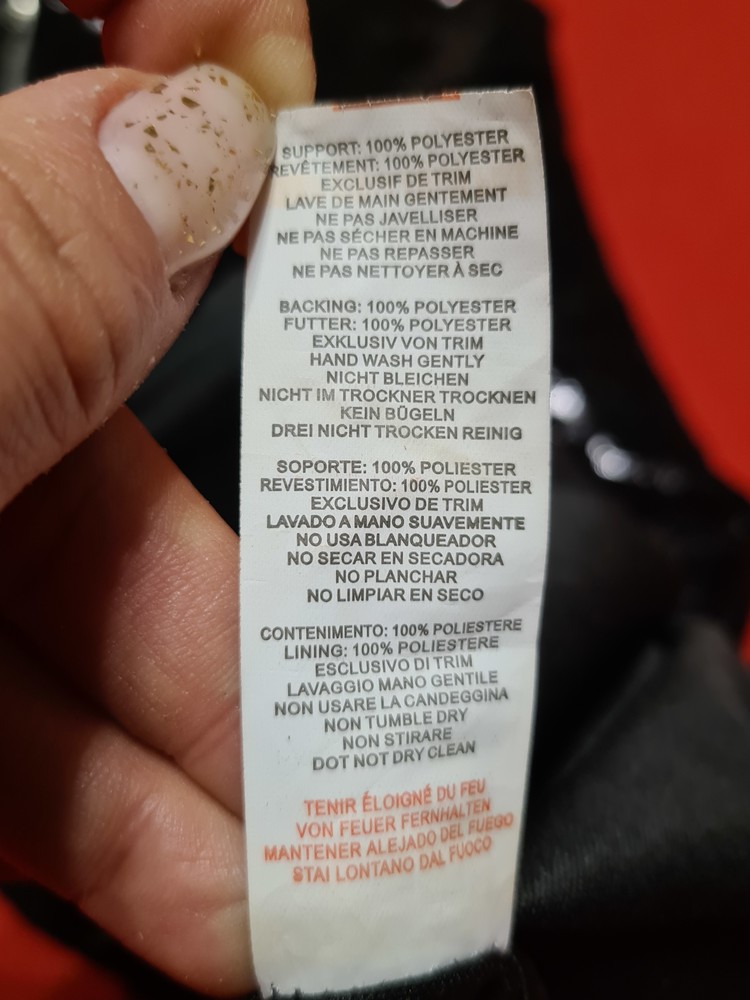 SUPPORT: 100% POLYESTER
REVÊTEMENT: 100% POLYESTER
EXCLUSIF DE TRIM
LAVE DE MAIN GENTEMENT
NE PAS JAVELLISER
NE PAS SÉCHER EN MACHINE
NE PAS REPASSER
NE PAS NETTOYER À SEC
BACKING: 100% POLYESTER
FUTTER: 100% POLYESTER
EXKLUSIV VON TRIM
HAND WASH GENTLY
NICHT BLEICHEN
NICHT IM TROCKNER TROCKNEN
KEIN BÜGELN
DREI NICHT TROCKEN REINIG
SOPORTE: 100% POLIESTER
REVESTIMIENTO: 100% POLIESTER
EXCLUSIVO DE TRIM
LAVADO A MANO SUAVEMENTE
NO USA BLANQUEADOR
NO SECAR EN SECADORA
NO PLANCHAR
NO LIMPIAR EN SECO
CONTENIMENTO: 100% POLIESTERE
LINING: 100% POLIESTERE
ESCLUSIVO DI TRIM
LAVAGGIO MANO GENTILE
NON USARE LA CANDEGGINA
NON TUMBLE DRY
NON STIRARE
DOT NOT DRY CLEAN
TENIR ÉLOIGNÉ DU FEU
VON FEUER FERNHALTEN
MANTENER ALEJADO DEL FUEGO
STAI LONTANO DAL FUOCO